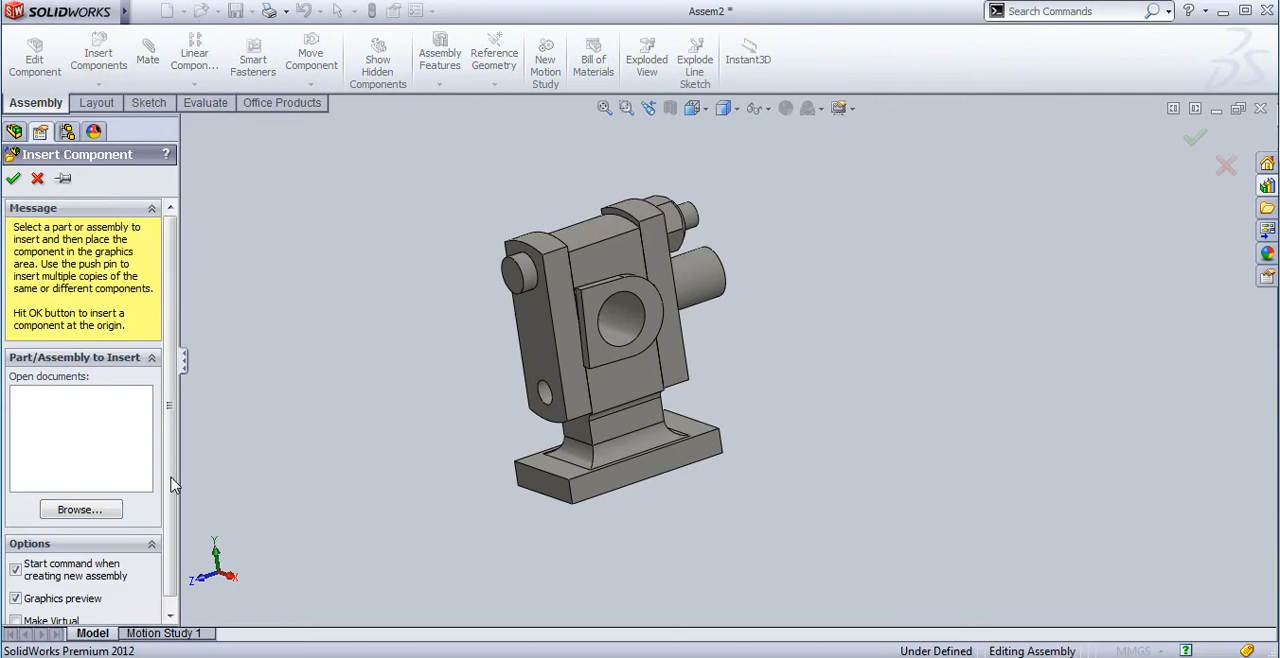 SOLIDWORKS
Assem2 *
Search Commands
Edit
Component
Insert
Components
Mate
Linear
Compon...
Smart
Fasteners
Move
Component
Show
Hidden
Components
Assembly
Features
Reference
Geometry
New
Motion
Study
Bill of
Materials
Exploded
View
Explode
Line
Sketch
Instant3D
Assembly
Layout
Sketch
Evaluate
Office Products
Insert Component
?
Message
Select a part or assembly to
insert and then place the
component in the graphics
area. Use the push pin to
insert multiple copies of the
same or different components.
Hit OK button to insert a
component at the origin.
Part/Assembly to Insert
Open documents:
Browse...
Options
Start command when
creating new assembly
Graphics preview
Make Virtual
Y
Z
X
Model
Motion Study 1
SolidWorks Premium 2012
Under Defined
Editing Assembly
MMGS
?